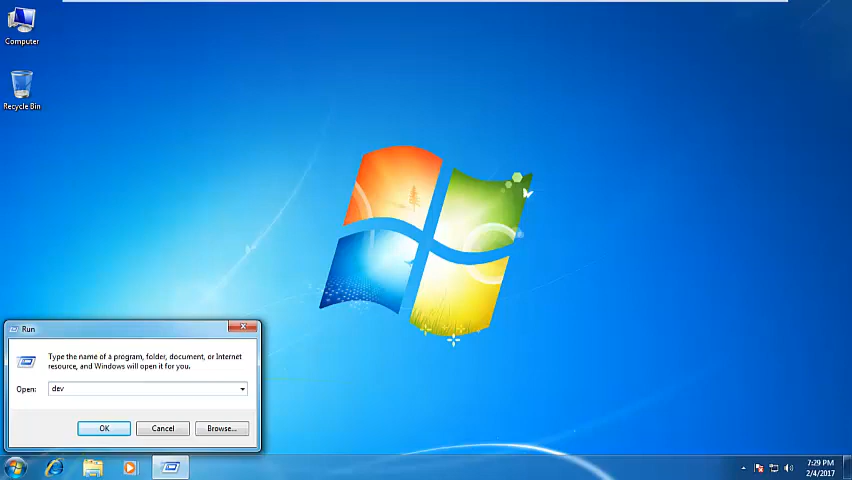 Computer
Recycle Bin
Run
Type the name of a program, folder, document, or Internet
resource, and Windows will open it for you.
Open: dev
OK Cancel Browse...
7:29 PM
2/4/2017